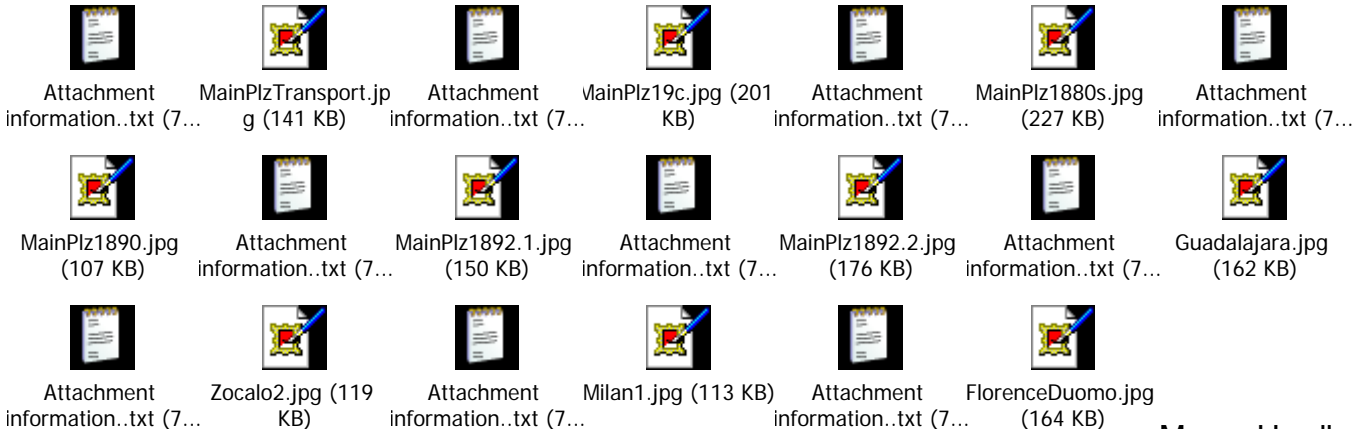 Attachment MainPlzTransport.jp Attachment MainPlz19c.jpg (201 Attachment MainPlz1880s.jpg Attachment
information..txt (7... g (141 KB) information..txt (7... KB) information..txt (7... (227 KB) information..txt (7...
MainPlz1890.jpg Attachment MainPlz1892.1.jpg Attachment MainPlz1892.2.jpg Attachment Guadalajara.jpg
(107 KB) information..txt (7... (150 KB) information..txt (7... (176 KB) information..txt (7... (162 KB)
Attachment Zocalo2.jpg (119 Attachment Milan1.jpg (113 KB) Attachment FlorenceDuomo.jpg
information..txt (7... KB) information..txt (7... information..txt (7... (164 KB)